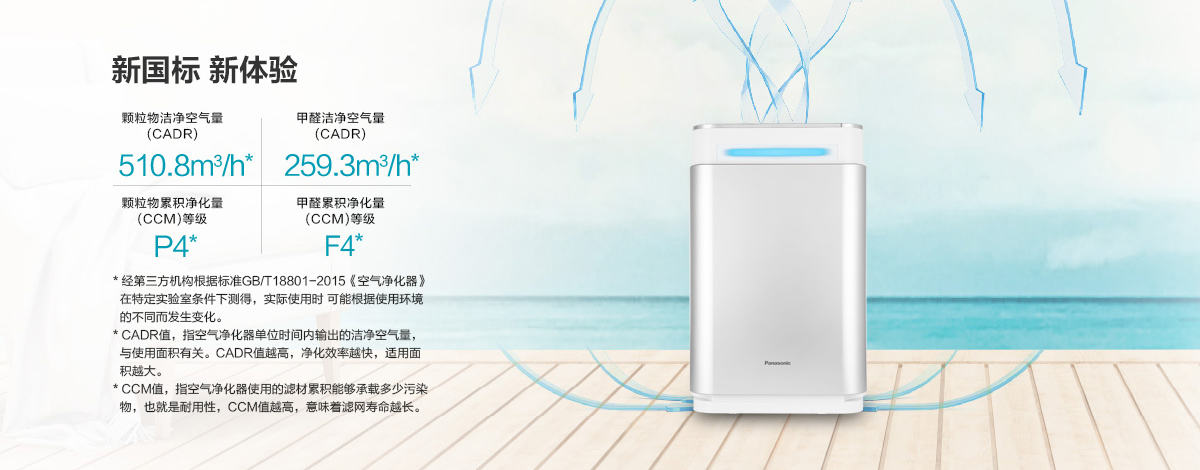 新国标 新体验
颗粒物洁净空气量
(CADR)
510.8m³/h*
甲醛洁净空气量
(CADR)
259.3m³/h*
颗粒物累积净化量
(CCM)等级
P4*
甲醛累积净化量
(CCM)等级
F4*
* 经第三方机构根据标准GB/T18801-2015《空气净化器》
在特定实验室条件下测得，实际使用时 可能根据使用环境
的不同而发生变化。
* CADR值，指空气净化器单位时间内输出的洁净空气量，
与使用面积有关。CADR值越高，净化效率越快，适用面
积越大。
* CCM值，指空气净化器使用的滤材累积能够承载多少污染
物，也就是耐用性，CCM值越高，意味着滤网寿命越长。
Panasonic